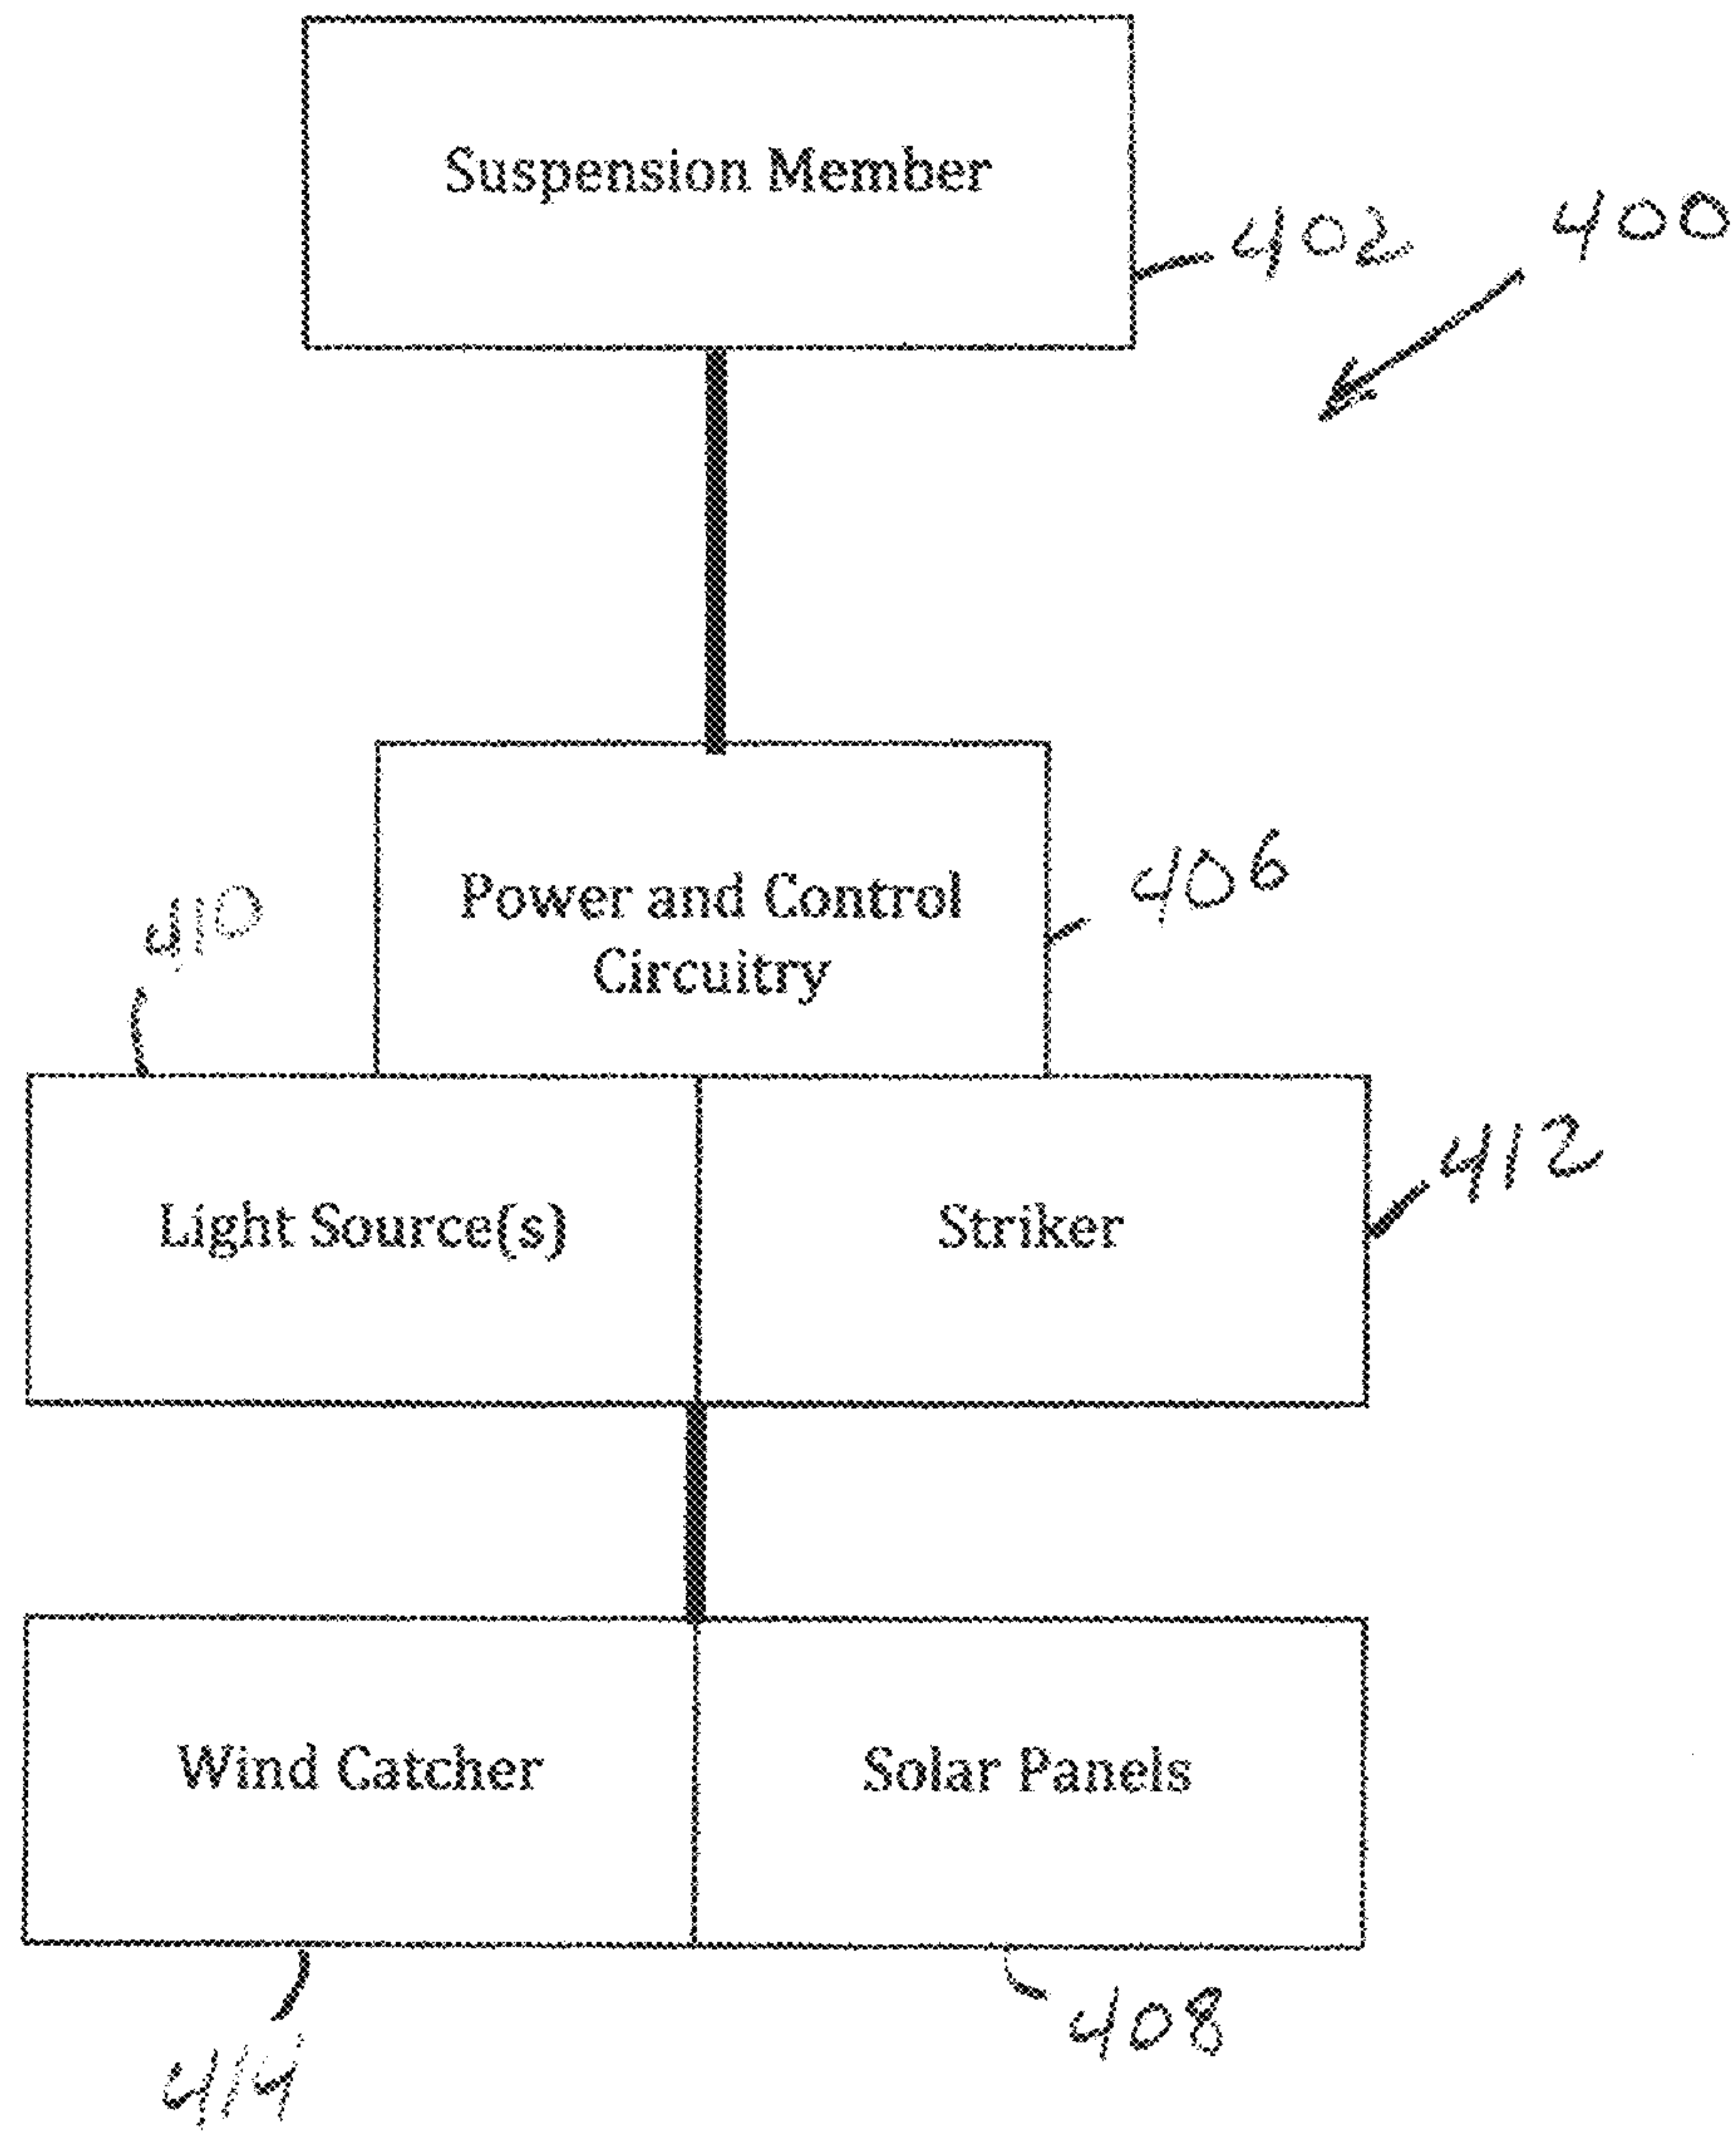 Suspension Member
402
400
Power and Control
Circuitry
406
410
Light Source(s)
Striker
412
Wind Catcher
Solar Panels
414
408